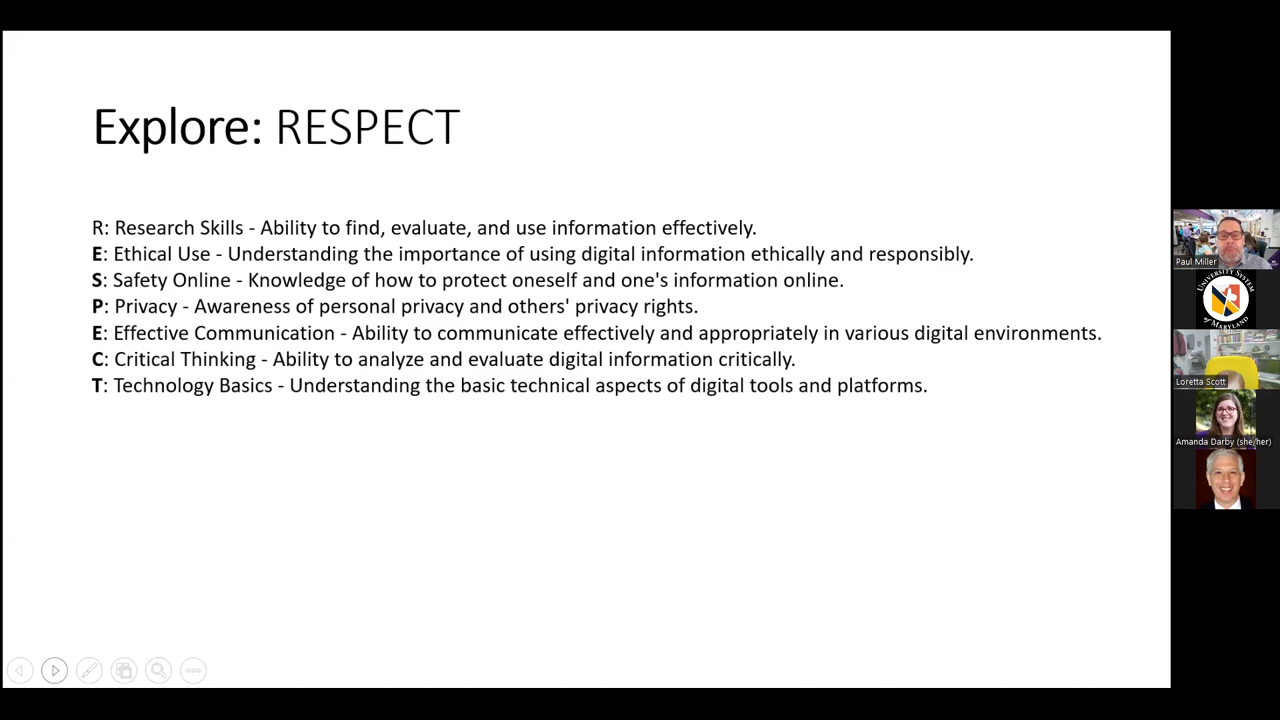 Explore: RESPECT
R: Research Skills - Ability to find, evaluate, and use information effectively.
E: Ethical Use - Understanding the importance of using digital information ethically and responsibly.
S: Safety Online - Knowledge of how to protect oneself and one's information online.
P: Privacy - Awareness of personal privacy and others' privacy rights.
E: Effective Communication - Ability to communicate effectively and appropriately in various digital environments.
C: Critical Thinking - Ability to analyze and evaluate digital information critically.
T: Technology Basics - Understanding the basic technical aspects of digital tools and platforms.
Paul Miller
UNIVERSITY SYSTEM
of MARYLAND
Loretta Scott
Amanda Darby (she/her)